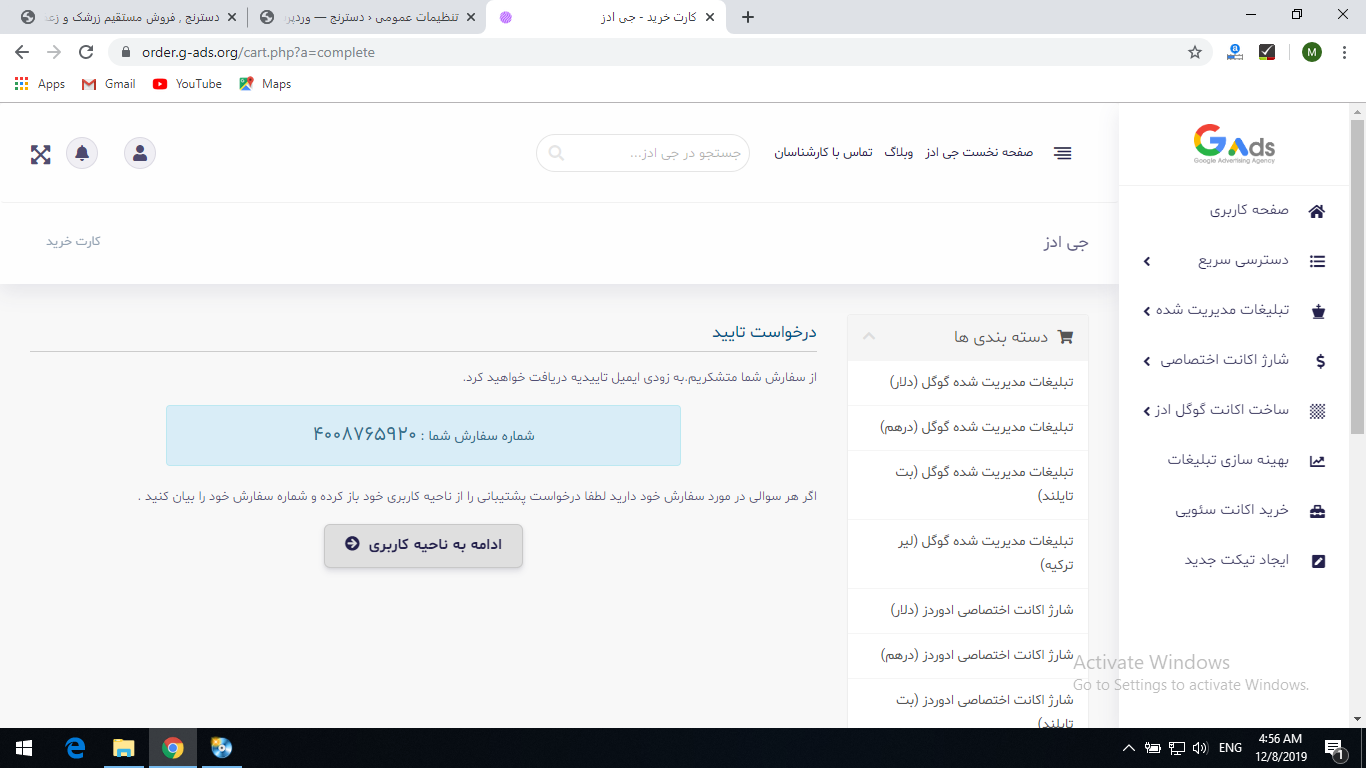 دسترنج , فروش مستقیم زرشک و زعف
تنظیمات عمومی ‹ دسترنج — وردپر
کارت خرید - جی ادز
order.g-ads.org/cart.php?a=complete
M
Apps
Gmail
YouTube
Maps
GAds
Google Advertising Agency
صفحه نخست جی ادز
وبلاگ
تماس با کارشناسان
جستجو در جی ادز...
جی ادز
کارت خرید
صفحه کاربری
دسترسی سریع
تبلیغات مدیریت شده
شارژ اکانت اختصاصی
ساخت اکانت گوگل ادز
بهینه سازی تبلیغات
خرید اکانت سئویی
ایجاد تیکت جدید
دسته بندی ها
تبلیغات مدیریت شده گوگل (دلار)
تبلیغات مدیریت شده گوگل (درهم)
تبلیغات مدیریت شده گوگل (بت
تایلند)
تبلیغات مدیریت شده گوگل (لیر
ترکیه)
شارژ اکانت اختصاصی ادوردز (دلار)
شارژ اکانت اختصاصی ادوردز (درهم)
شارژ اکانت اختصاصی ادوردز (بت
تایلند)
درخواست تایید
از سفارش شما متشکریم.به زودی ایمیل تاییدیه دریافت خواهید کرد.
شماره سفارش شما : ۴۰۰۸۷۶۵۹۲۰
اگر هر سوالی در مورد سفارش خود دارید لطفا درخواست پشتیبانی را از ناحیه کاربری خود باز کرده و شماره سفارش خود را بیان کنید .
ادامه به ناحیه کاربری
Activate Windows
Go to Settings to activate Windows.
ENG
4:56 AM
12/8/2019
1